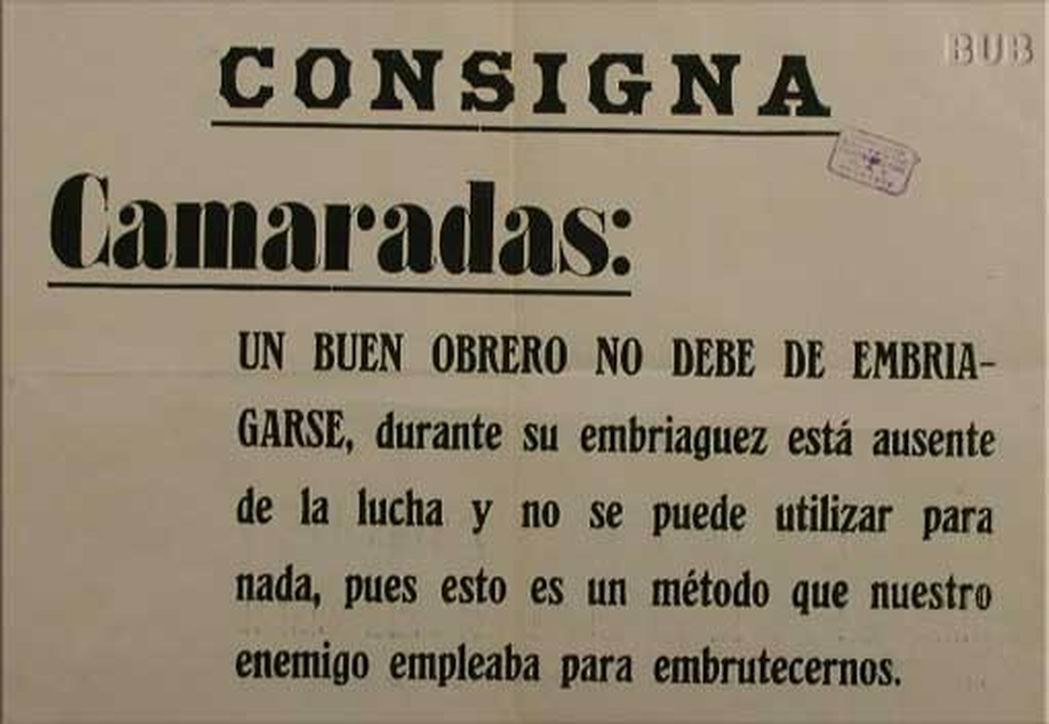 BUB
CONSIGNA
Camaradas:
UN BUEN OBRERO NO DEBE DE EMBRIA-
GARSE, durante su embriaguez está ausente
de la lucha y no se puede utilizar para
nada, pues esto es un método que nuestro
enemigo empleaba para embrutecernos.